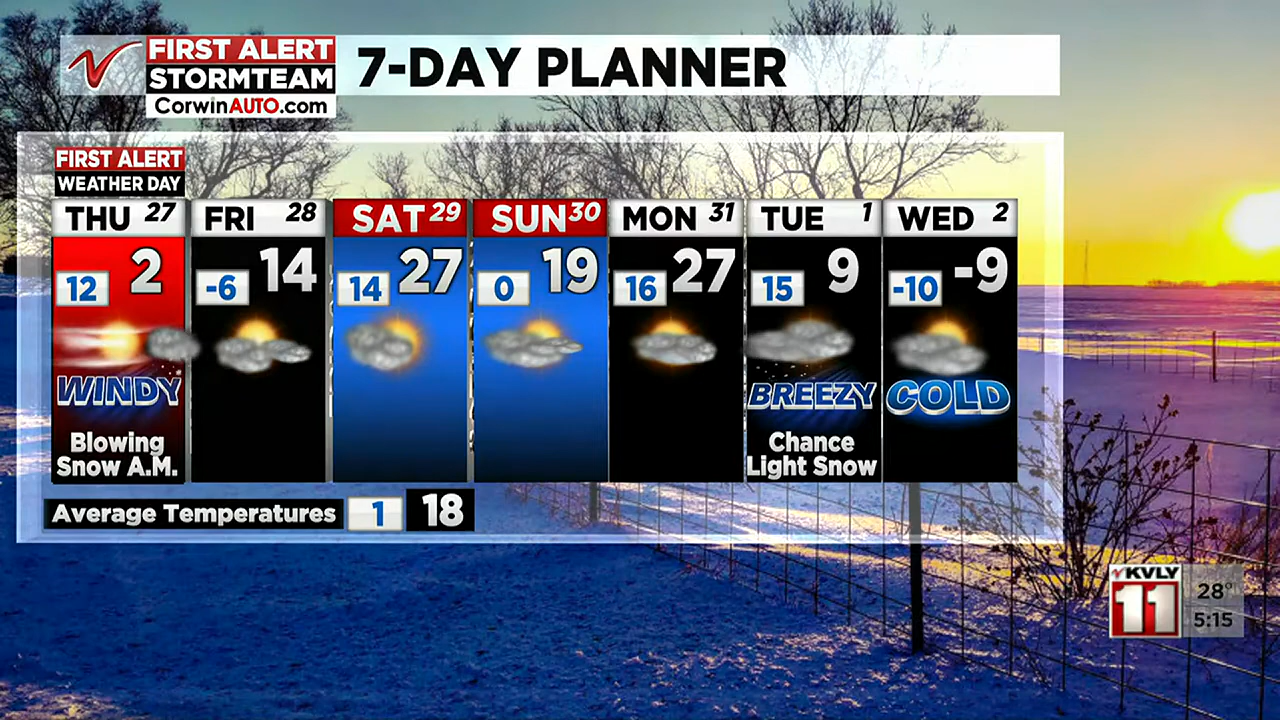 FIRST ALERT
STORMTEAM
CorwinAUTO.com
7-DAY PLANNER
FIRST ALERT
WEATHER DAY
THU 27
FRI 28
SAT 29
SUN 30
MON 31
TUE 1
WED 2
12 2
-6 14
14 27
0 19
16 27
15 9
-10 -9
WINDY
BREEZY
COLD
Blowing
Snow A.M.
Chance
Light Snow
Average Temperatures 1 18
KVLY
11
28°
5:15